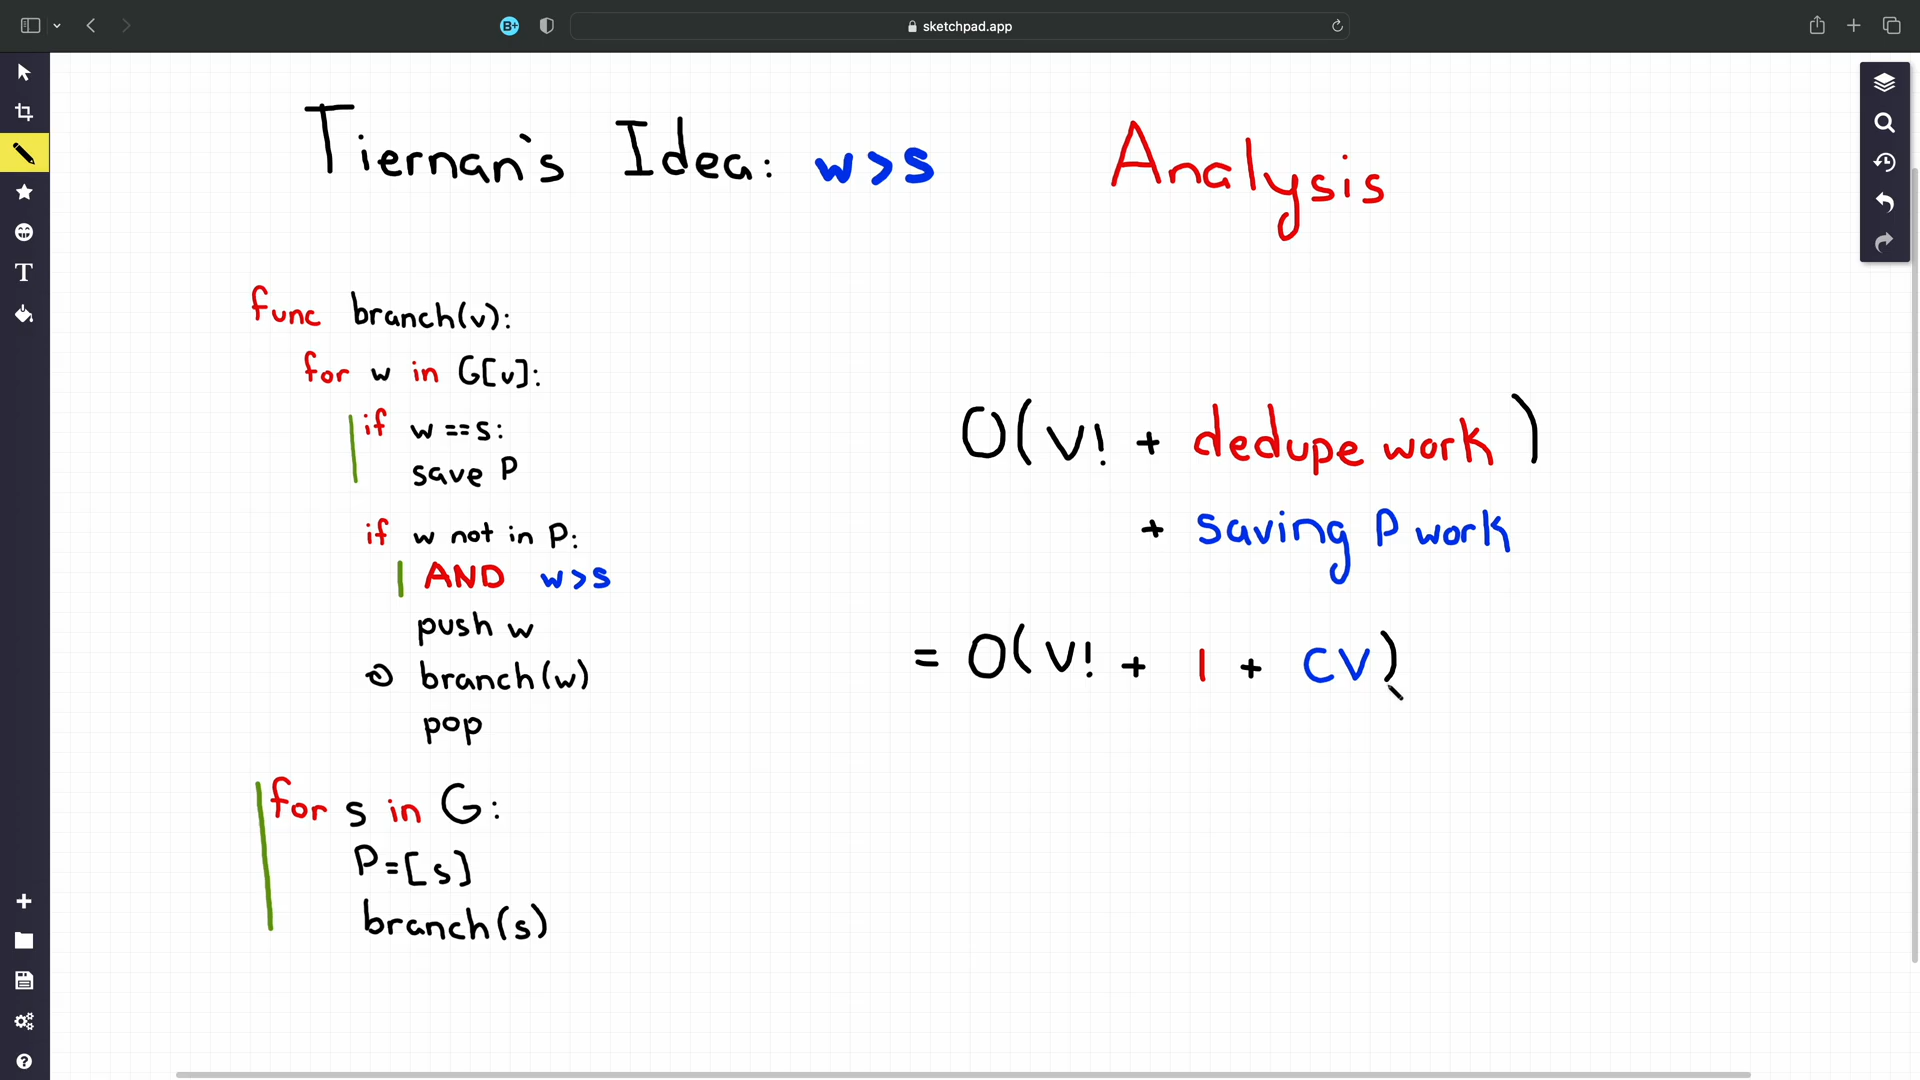 sketchpad.app
Tiernan's Idea: w>s
Analysis
func branch(v):
for w in G[v]:
if w==s:
save P
if w not in P:
AND w>s
push w
branch(w)
pop
for s in G:
P=[s]
branch(s)
O(V! + dedupe work)
+ saving P work
= O(V! + 1 + CV)